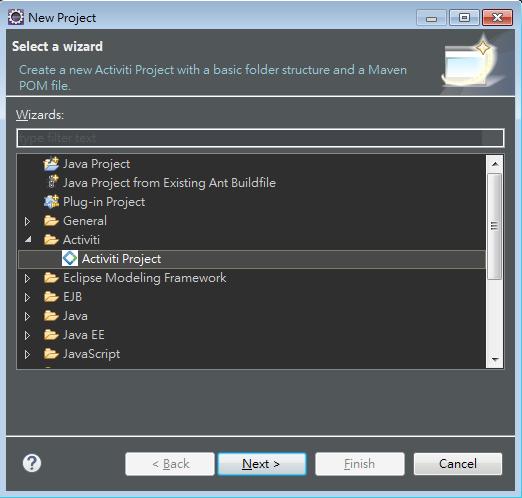 New Project
Select a wizard
Create a new Activiti Project with a basic folder structure and a Maven
POM file.
Wizards:
type filter text
Java Project
Java Project from Existing Ant Buildfile
Plug-in Project
General
Activiti
Activiti Project
Eclipse Modeling Framework
EJB
Java
Java EE
JavaScript
< Back
Next >
Finish
Cancel